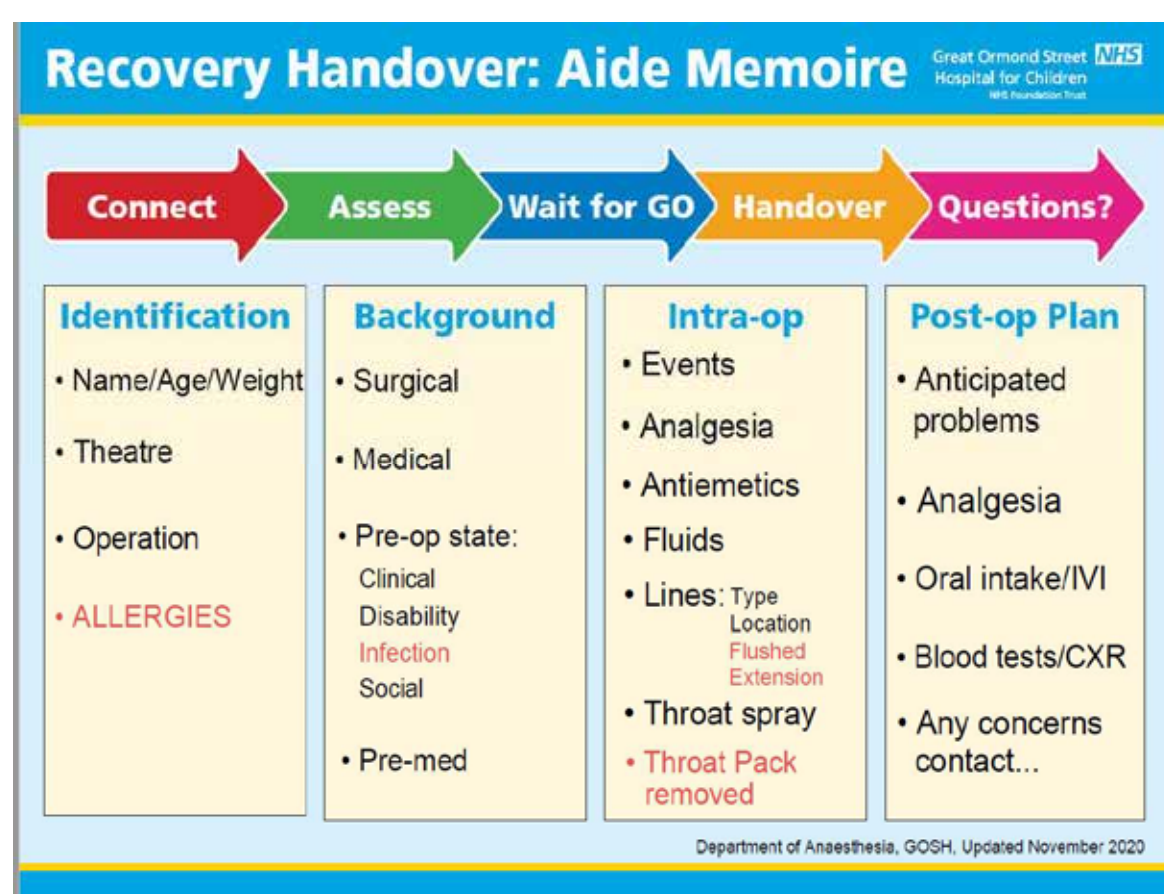 Recovery Handover: Aide Memoire
Great Ormond Street NHS
Hospital for Children
NHS Foundation Trust
Connect
Assess
Wait for GO
Handover
Questions?
Identification
• Name/Age/Weight
• Theatre
• Operation
• ALLERGIES
Background
• Surgical
• Medical
• Pre-op state:
Clinical
Disability
Infection
Social
• Pre-med
Intra-op
• Events
• Analgesia
• Antiemetics
• Fluids
• Lines: Type
Location
Flushed
Extension
• Throat spray
• Throat Pack
removed
Post-op Plan
• Anticipated
problems
• Analgesia
• Oral intake/IVI
• Blood tests/CXR
• Any concerns
contact...
Department of Anaesthesia, GOSH, Updated November 2020